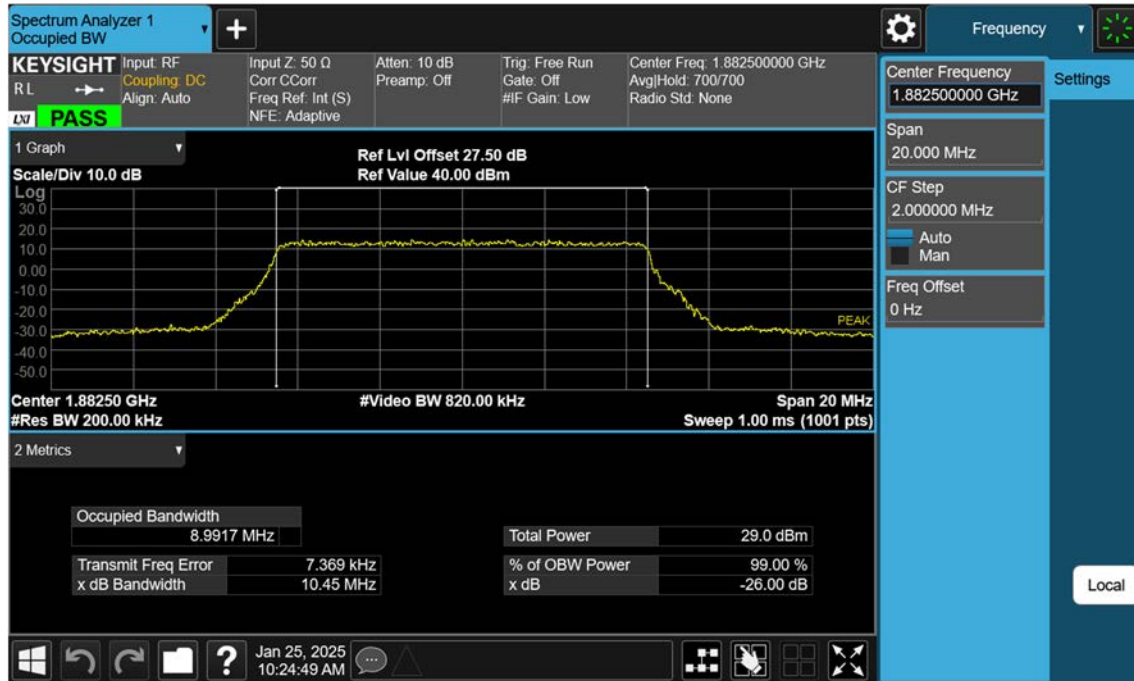 Spectrum Analyzer 1
Occupied BW
+
Frequency
KEYSIGHT
RL
LXI PASS
Input: RF
Coupling: DC
Align: Auto
Input Z: 50 Ω
Corr CCorr
Freq Ref: Int (S)
NFE: Adaptive
Atten: 10 dB
Preamp: Off
Trig: Free Run
Gate: Off
#IF Gain: Low
Center Freq: 1.882500000 GHz
Avg|Hold: 700/700
Radio Std: None
Center Frequency
1.882500000 GHz
Settings
Span
20.000 MHz
CF Step
2.000000 MHz
Auto
Man
Freq Offset
0 Hz
Local
1 Graph
Scale/Div 10.0 dB
Ref Lvl Offset 27.50 dB
Ref Value 40.00 dBm
Log
30.0
20.0
10.0
0.00
-10.0
-20.0
-30.0
-40.0
-50.0
PEAK
Center 1.88250 GHz
#Video BW 820.00 kHz
Span 20 MHz
#Res BW 200.00 kHz
Sweep 1.00 ms (1001 pts)
2 Metrics
Occupied Bandwidth
8.9917 MHz
Total Power 29.0 dBm
Transmit Freq Error 7.369 kHz
% of OBW Power 99.00 %
x dB Bandwidth 10.45 MHz
x dB -26.00 dB
?
Jan 25, 2025
10:24:49 AM